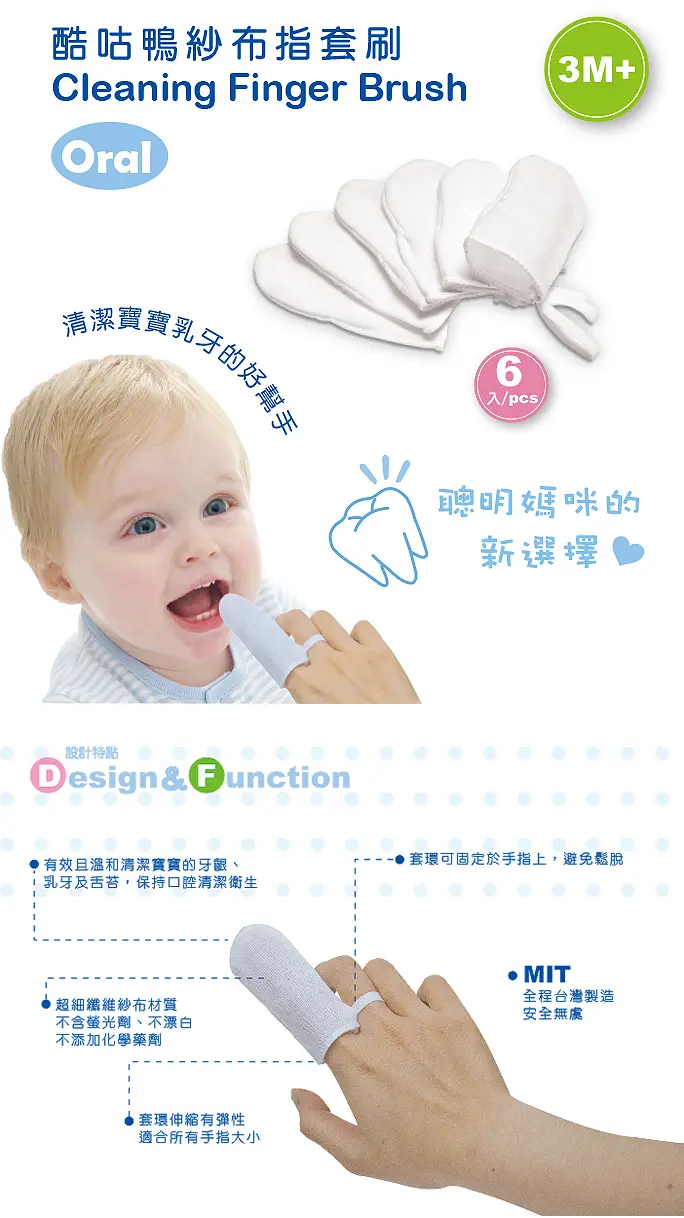 酷咕鴨紗布指套刷
Cleaning Finger Brush
3M+
Oral
6
入/pcs
清潔寶寶乳牙的好幫手
聰明媽咪的
新選擇
設計特點
Design&Function
有效且溫和清潔寶寶的牙齦、
乳牙及舌苔，保持口腔清潔衛生
套環可固定於手指上，避免鬆脫
MIT
全程台灣製造
安全無虞
超細纖維紗布材質
不含螢光劑、不漂白
不添加化學藥劑
套環伸縮有彈性
適合所有手指大小